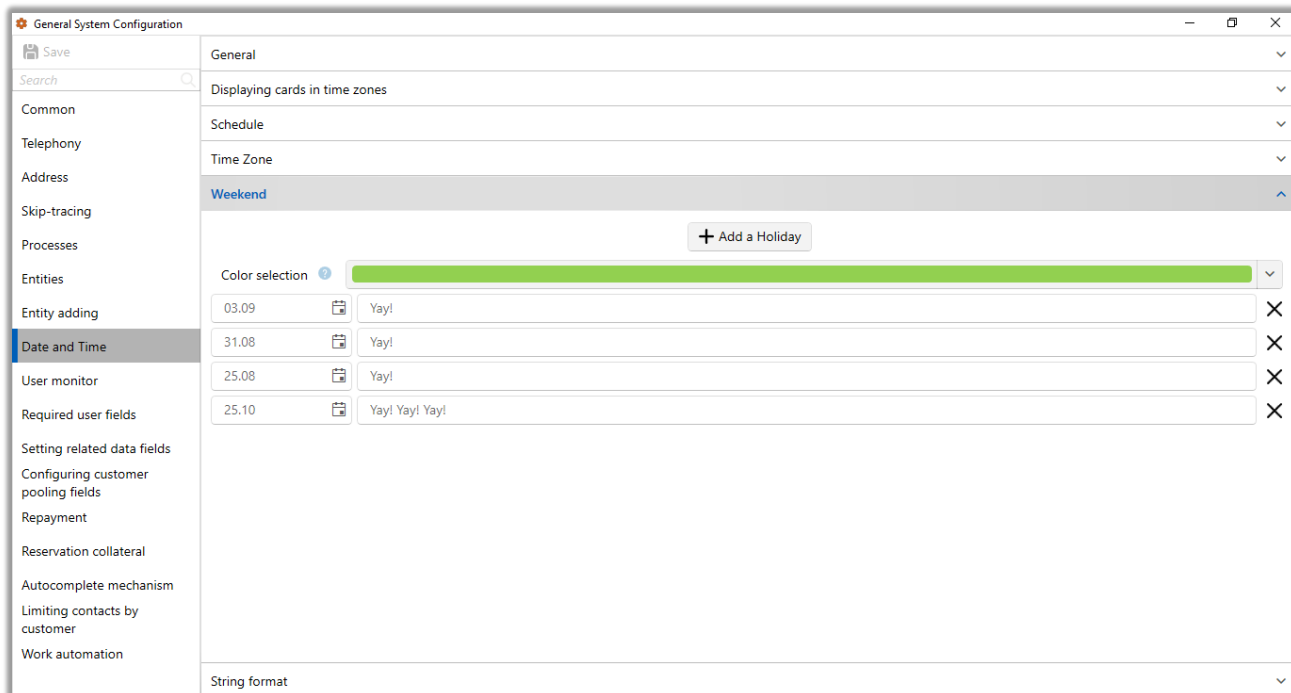 General System Configuration
Save
Search
Common
Telephony
Address
Skip-tracing
Processes
Entities
Entity adding
Date and Time
User monitor
Required user fields
Setting related data fields
Configuring customer
pooling fields
Repayment
Reservation collateral
Autocomplete mechanism
Limiting contacts by
customer
Work automation
General
Displaying cards in time zones
Schedule
Time Zone
Weekend
+ Add a Holiday
Color selection ?
03.09 Yay!
31.08 Yay!
25.08 Yay!
25.10 Yay! Yay! Yay!
String format